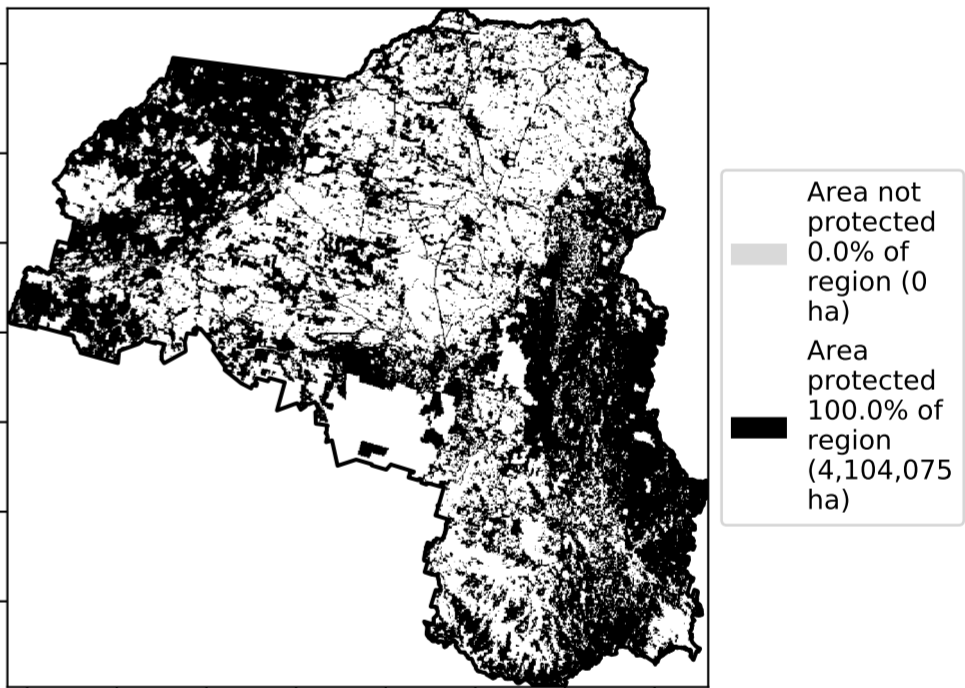 Area not
protected
0.0% of
region (0
ha)
Area
protected
100.0% of
region
(4,104,075
ha)